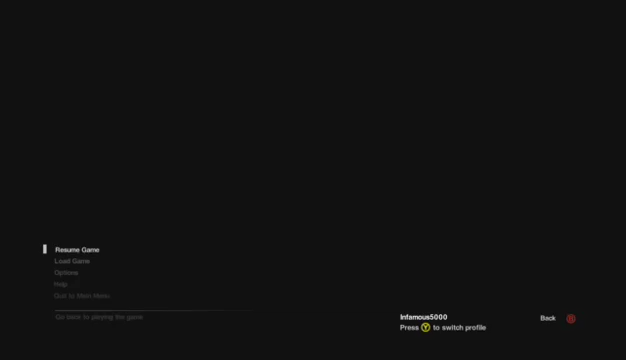 Resume Game
Load Game
Options
Help
Quit to Main Menu
Go back to playing the game
Infamous5000
Press Y to switch profile
Back B